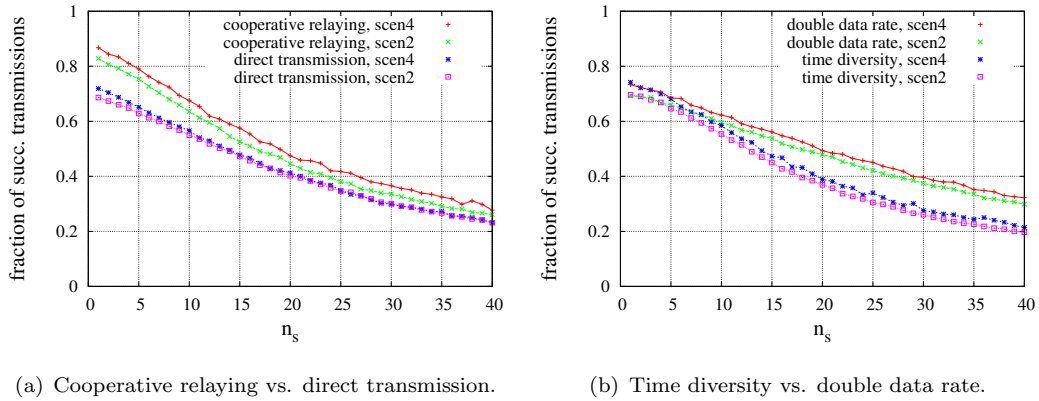 fraction of succ. transmissions
1
0.8
0.6
0.4
0.2
0
cooperative relaying, scen4
cooperative relaying, scen2
direct transmission, scen4
direct transmission, scen2
0 5 10 15 20 25 30 35 40
n_s
(a) Cooperative relaying vs. direct transmission.
fraction of succ. transmissions
1
0.8
0.6
0.4
0.2
0
double data rate, scen4
double data rate, scen2
time diversity, scen4
time diversity, scen2
0 5 10 15 20 25 30 35 40
n_s
(b) Time diversity vs. double data rate.